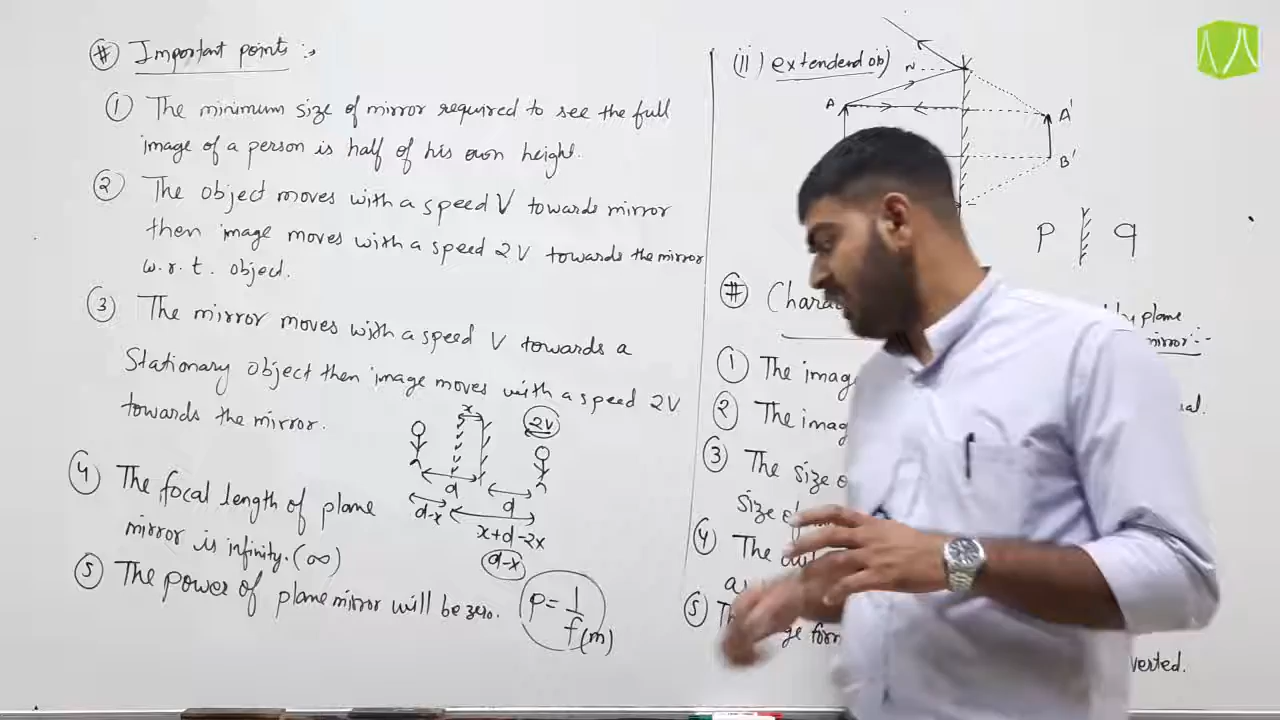 # Important points :-
① The minimum size of mirror required to see the full
image of a person is half of his own height.
② The object moves with a speed V towards mirror
then image moves with a speed 2V towards the mirror
w.r.t. object.
③ The mirror moves with a speed V towards a
Stationary object then image moves with a speed 2V
towards the mirror.
x
2V
d
d
d-x
x+d-2x
d-x
④ The focal length of plane
mirror is infinity. (∞)
⑤ The power of plane mirror will be zero.
P = 1/f(m)
(ii) extended obj
N
A
A'
B'
P q
# Chara
by plane
mirror :-
① The imag
② The imag
③ The size o
size of
④ The
a
⑤ Th
ge form
verted.